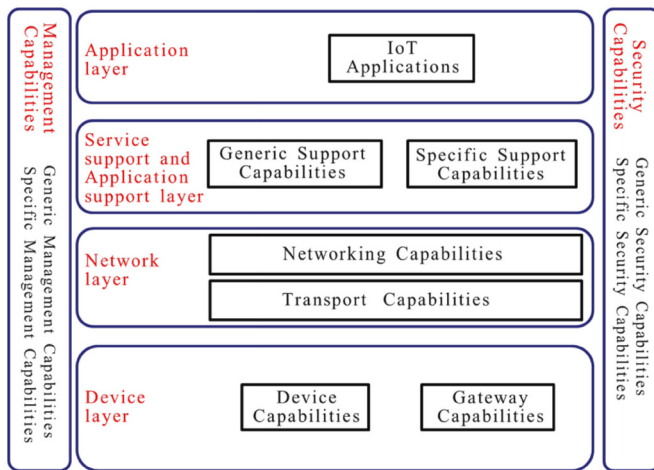 Management
Capabilities
Generic Management Capabilities
Specific Management Capabilities
Application
layer
IoT
Applications
Service
support and
Application
support layer
Generic Support
Capabilities
Specific Support
Capabilities
Network
layer
Networking Capabilities
Transport Capabilities
Device
layer
Device
Capabilities
Gateway
Capabilities
Security
Capabilities
Generic Security Capabilities
Specific Security Capabilities